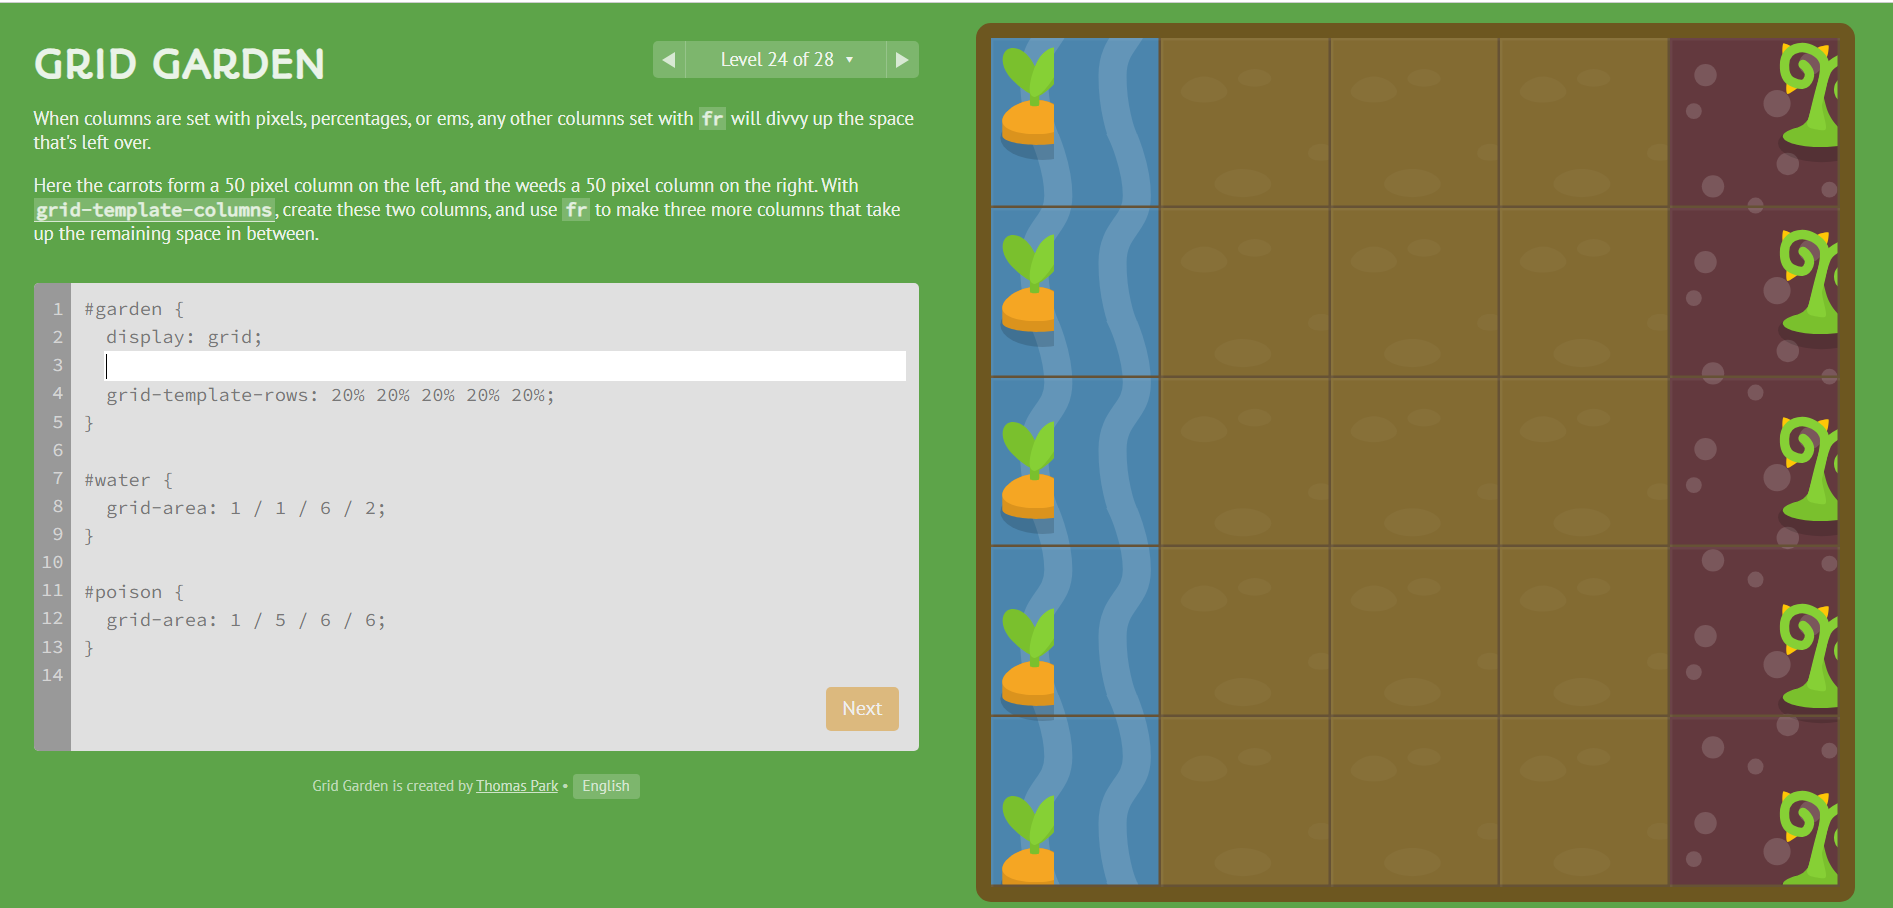 GRID GARDEN
◀ Level 24 of 28 ▾ ▶
When columns are set with pixels, percentages, or ems, any other columns set with fr will divvy up the space
that's left over.
Here the carrots form a 50 pixel column on the left, and the weeds a 50 pixel column on the right. With
grid-template-columns, create these two columns, and use fr to make three more columns that take
up the remaining space in between.
1 #garden {
2   display: grid;
3
4   grid-template-rows: 20% 20% 20% 20% 20%;
5 }
6
7 #water {
8   grid-area: 1 / 1 / 6 / 2;
9 }
10
11 #poison {
12   grid-area: 1 / 5 / 6 / 6;
13 }
14
Next
Grid Garden is created by Thomas Park • English